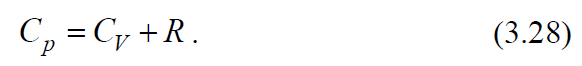 C_p = C_V + R . (3.28)